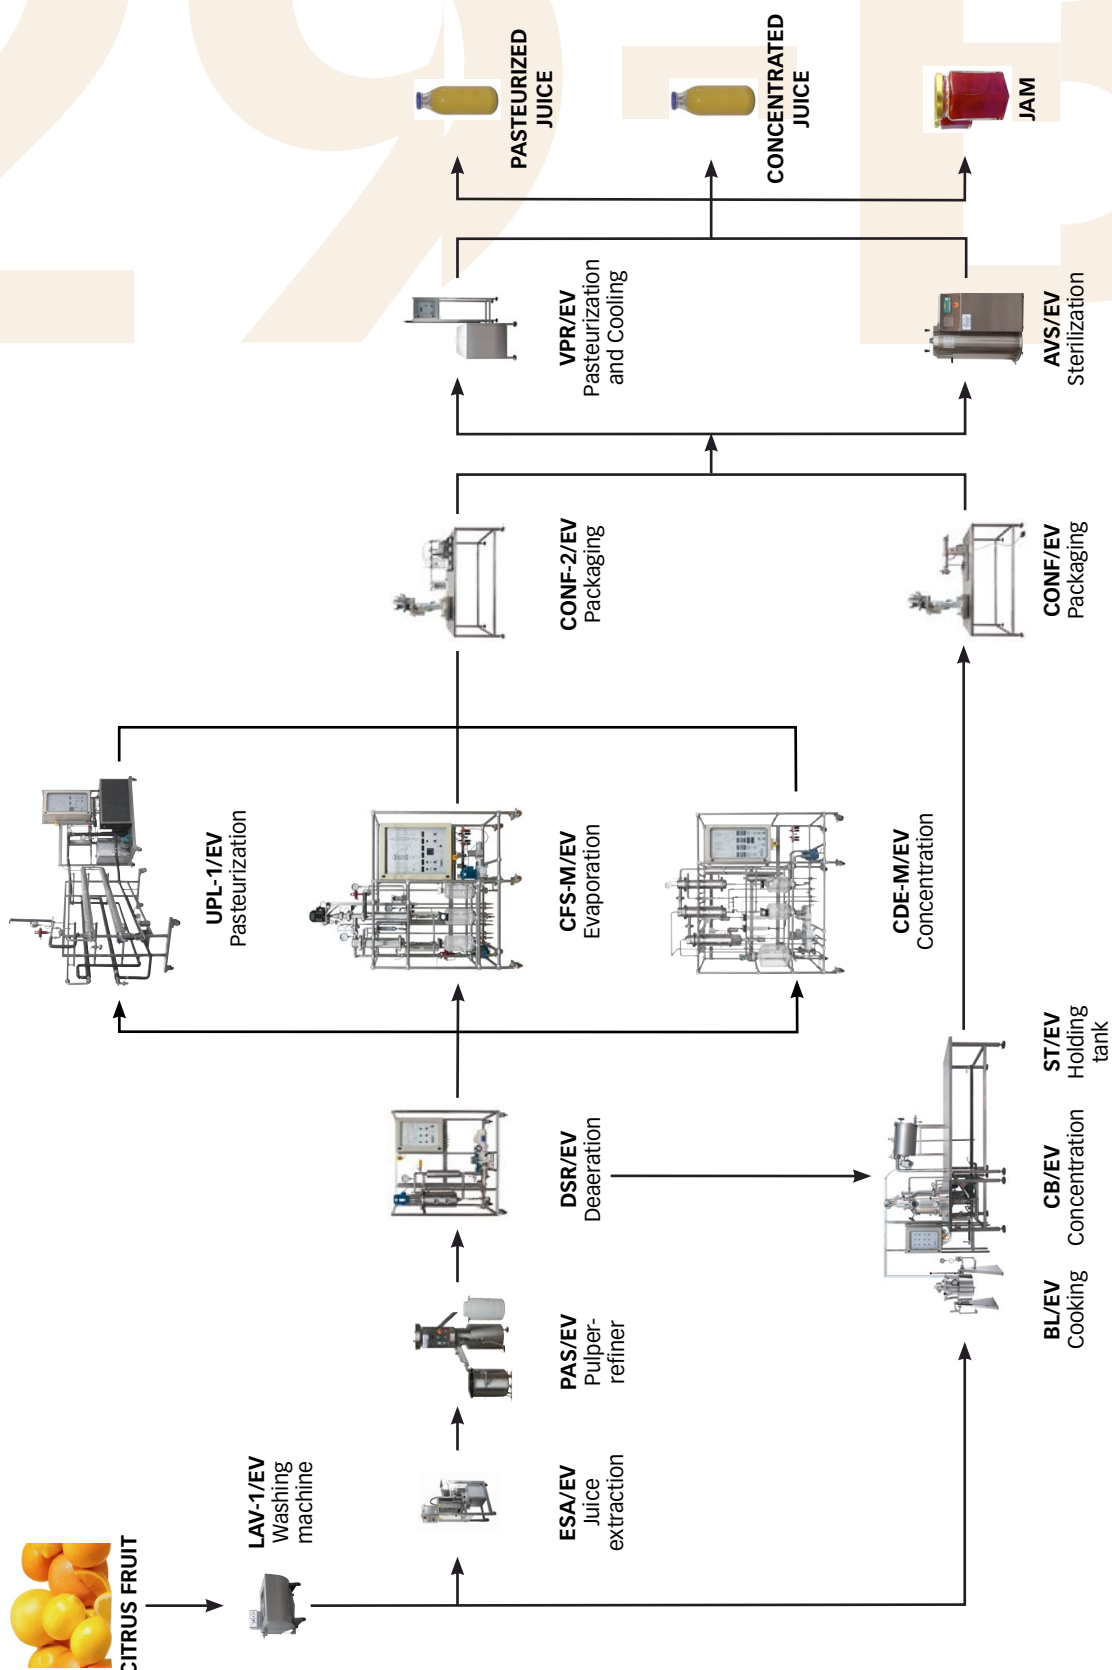 CITRUS FRUIT
LAV-1/EV
Washing
machine
ESA/EV
Juice
extraction
PAS/EV
Pulper-
refiner
DSR/EV
Deaeration
UPL-1/EV
Pasteurization
CFS-M/EV
Evaporation
CDE-M/EV
Concentration
BL/EV
Cooking
CB/EV
Concentration
ST/EV
Holding
tank
CONF-2/EV
Packaging
CONF/EV
Packaging
VPR/EV
Pasteurization
and Cooling
AVS/EV
Sterilization
PASTEURIZED
JUICE
CONCENTRATED
JUICE
JAM